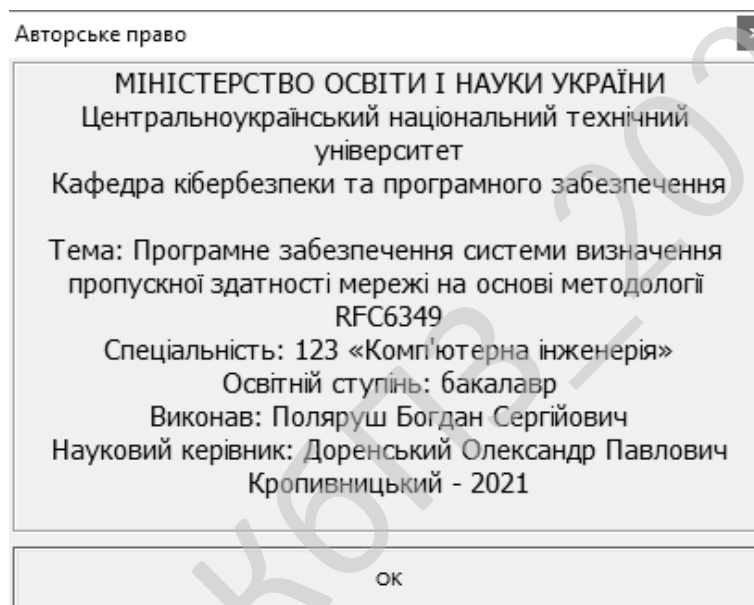 Авторське право
МІНІСТЕРСТВО ОСВІТИ І НАУКИ УКРАЇНИ
Центральноукраїнський національний технічний
університет
Кафедра кібербезпеки та програмного забезпечення
Тема: Програмне забезпечення системи визначення
пропускної здатності мережі на основі методології
RFC6349
Спеціальність: 123 «Комп'ютерна інженерія»
Освітній ступінь: бакалавр
Виконав: Поляруш Богдан Сергійович
Науковий керівник: Доренський Олександр Павлович
Кропивницький - 2021
ОК